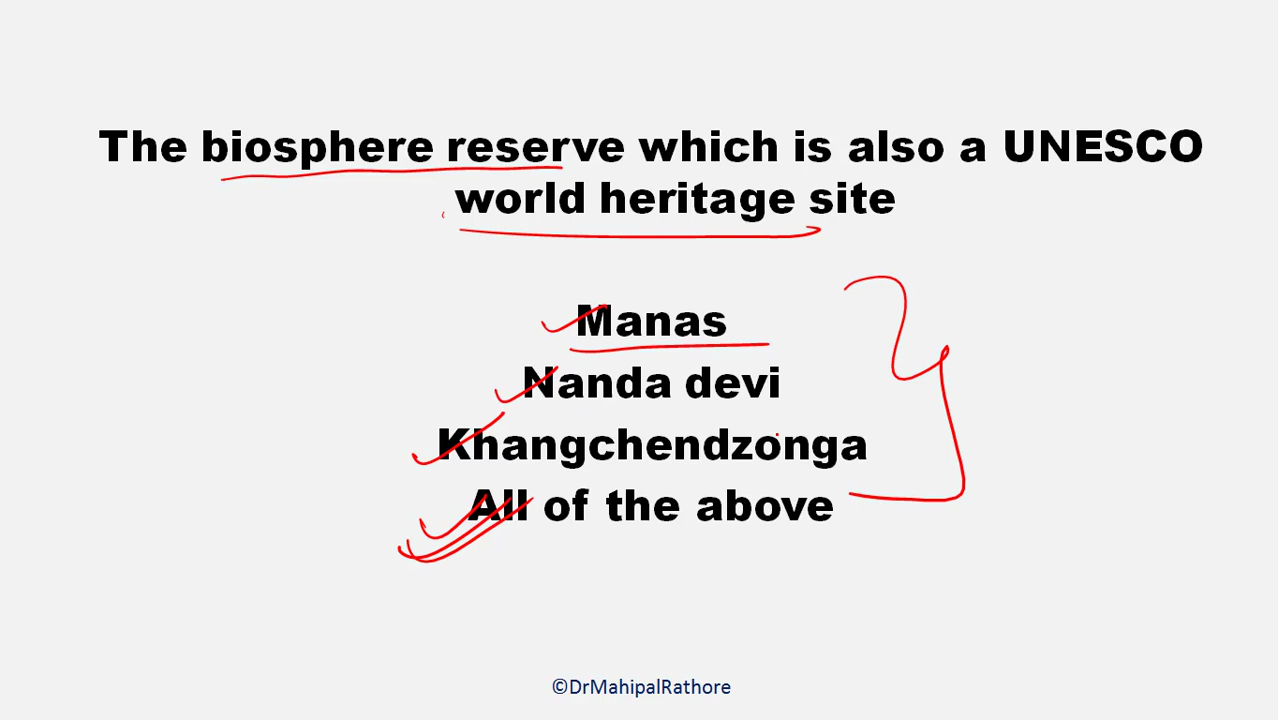 The biosphere reserve which is also a UNESCO
world heritage site
Manas
Nanda devi
Khangchendzonga
All of the above
©DrMahipalRathore